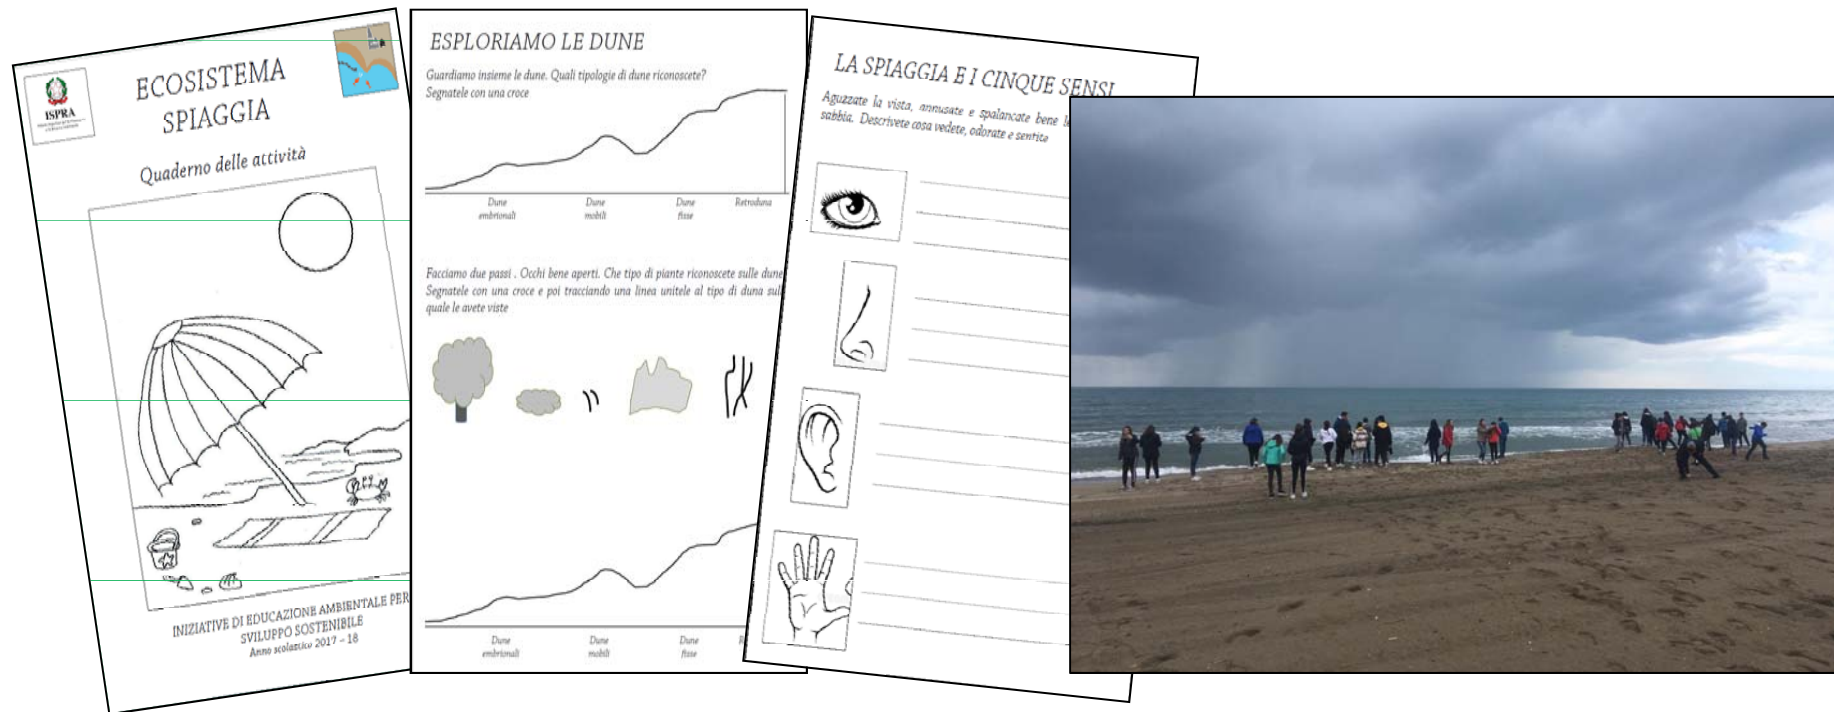 ISPRA
ECOSISTEMA
SPIAGGIA
Quaderno delle attività
INIZIATIVE DI EDUCAZIONE AMBIENTALE PER
SVILUPPO SOSTENIBILE
Anno scolastico 2017 – 18
ESPLORIAMO LE DUNE
Guardiamo insieme le dune. Quali tipologie di dune riconoscete?
Segnatele con una croce
Dune embrionali
Dune mobili
Dune fisse
Retroduna
Facciamo due passi . Occhi bene aperti. Che tipo di piante riconoscete sulle dune
Segnatele con una croce e poi tracciando una linea unitele al tipo di duna sul
quale le avete viste
Dune embrionali
Dune mobili
Dune fisse
LA SPIAGGIA E I CINQUE SENSI
Aguzzate la vista, annusate e spalancate bene
sabbia. Descrivete cosa vedete, odorate e sentite